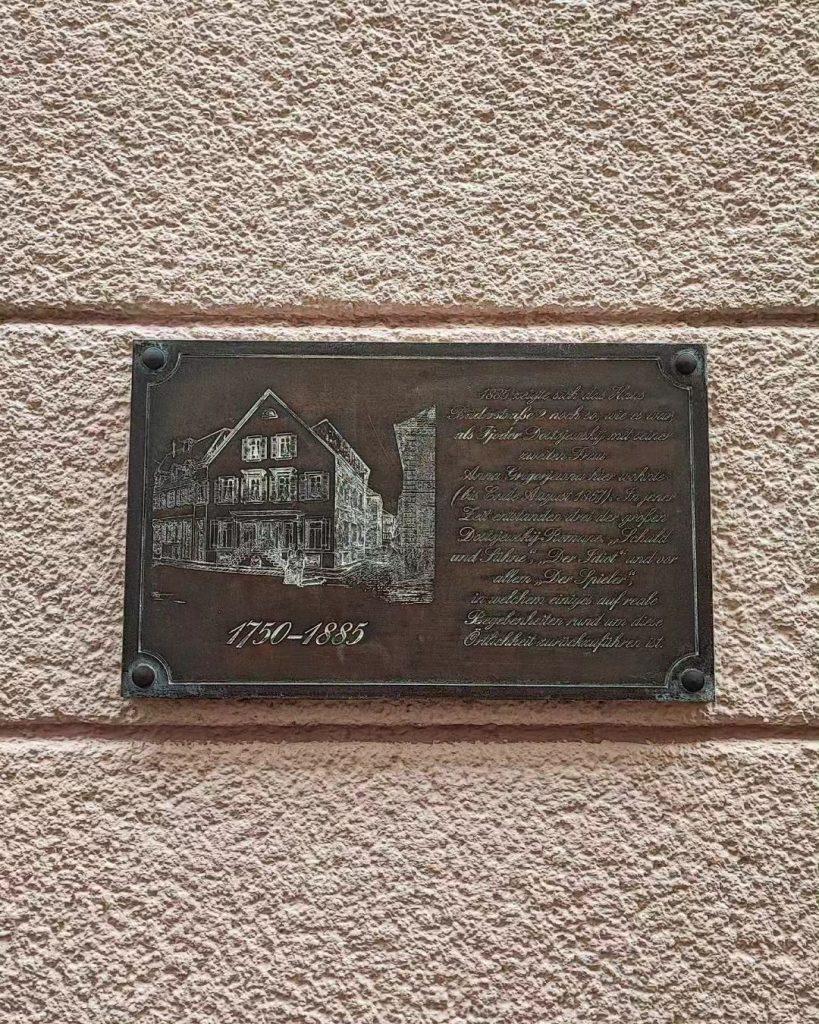 1885 zeigte sich das Haus
Bäderstraße 2 noch so, wie es war,
als Fjodor Dostojewskij mit seiner
zweiten Frau
Anna Grigorjewna hier wohnte
(bis Ende August 1867). In jener
Zeit entstanden drei der großen
Dostojewskij-Romane, „Schuld
und Sühne“, „Der Idiot“ und vor
allem „Der Spieler“,
in welchem einiges auf reale
Begebenheiten rund um diese
Örtlichkeit zurückzuführen ist.
1750–1885